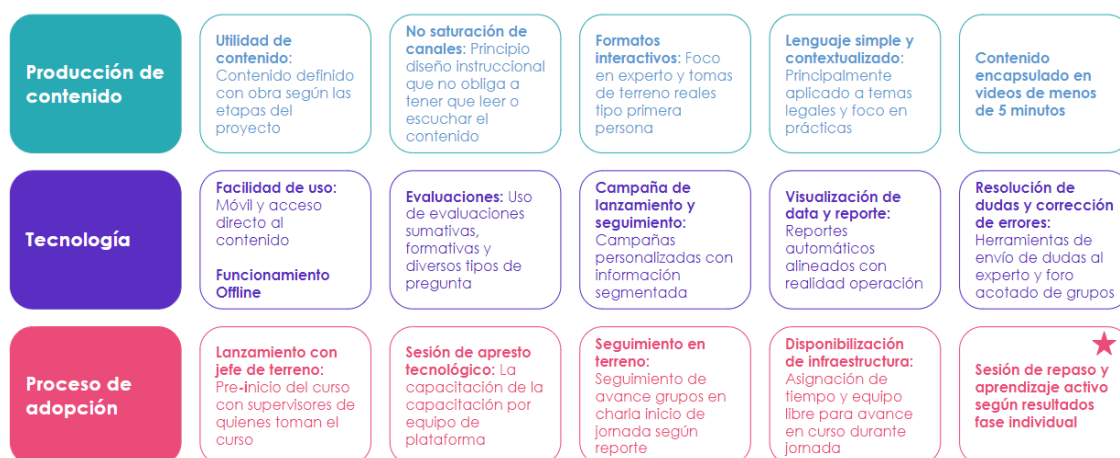 Producción de
contenido
Utilidad de
contenido:
Contenido definido
con obra según las
etapas del
proyecto
No saturación de
canales: Principio
diseño instruccional
que no obliga a
tener que leer o
escuchar el
contenido
Formatos
interactivos: Foco
en experto y tomas
de terreno reales
tipo primera
persona
Lenguaje simple y
contextualizado:
Principalmente
aplicado a temas
legales y foco en
prácticas
Contenido
encapsulado en
videos de menos
de 5 minutos
Tecnología
Facilidad de uso:
Móvil y acceso
directo al
contenido
Funcionamiento
Offline
Evaluaciones: Uso
de evaluaciones
sumativas,
formativas y
diversos tipos de
pregunta
Campaña de
lanzamiento y
seguimiento:
Campañas
personalizadas con
información
segmentada
Visualización de
data y reporte:
Reportes
automáticos
alineados con
realidad operación
Resolución de
dudas y corrección
de errores:
Herramientas de
envío de dudas al
experto y foro
acotado de grupos
Proceso de
adopción
Lanzamiento con
jefe de terreno:
Pre-inicio del curso
con supervisores de
quienes toman el
curso
Sesión de apresto
tecnológico: La
capacitación de la
capacitación por
equipo de
plataforma
Seguimiento en
terreno:
Seguimiento de
avance grupos en
charla inicio de
jornada según
reporte
Disponibilización
de infraestructura:
Asignación de
tiempo y equipo
libre para avance
en curso durante
jornada
Sesión de repaso y
aprendizaje activo
según resultados
fase individual